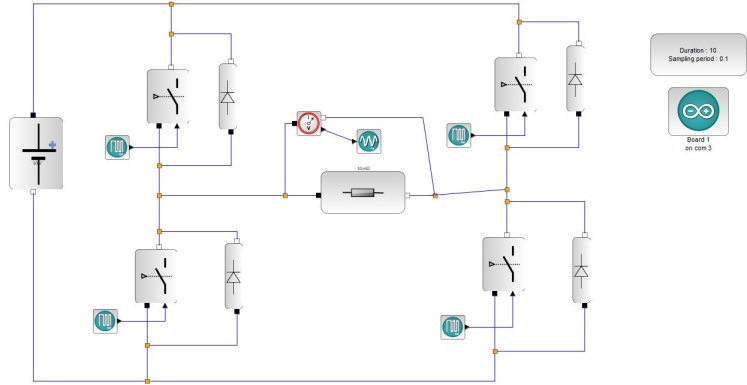 Duration : 10
Sampling period : 0.1
Board 1
on com 3